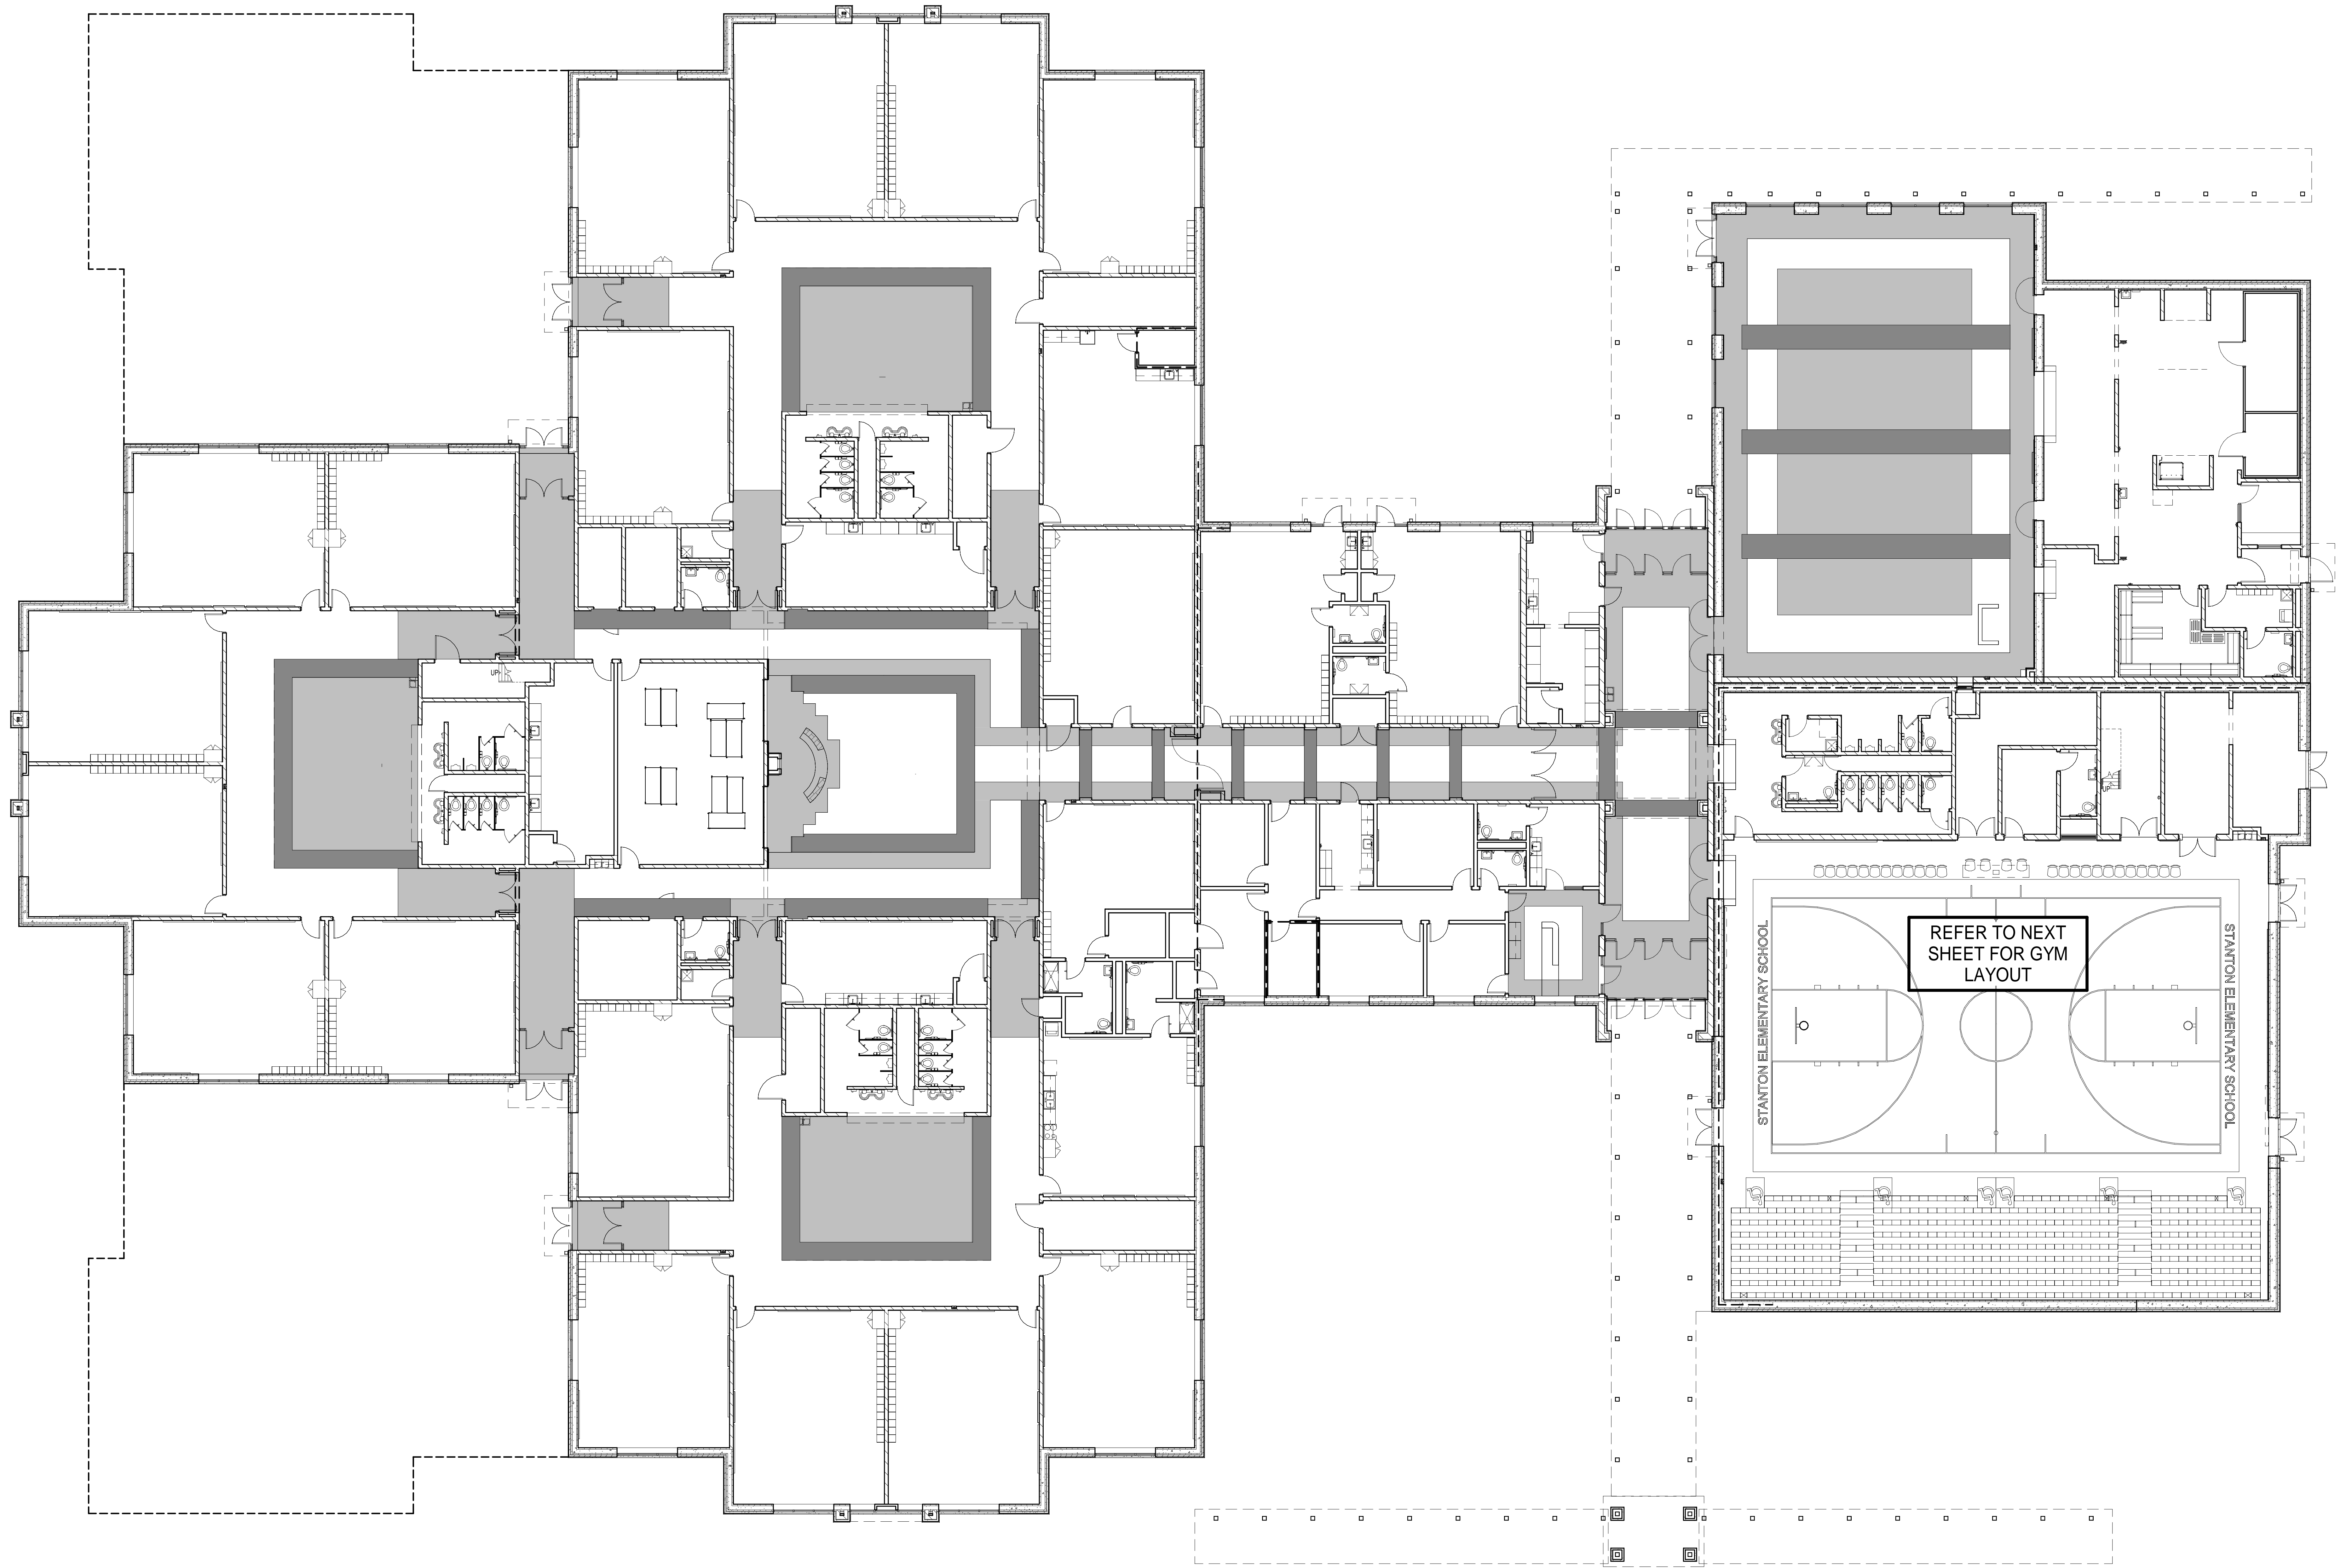 UP
UP
REFER TO NEXT
SHEET FOR GYM
LAYOUT
STANTON ELEMENTARY SCHOOL
STANTON ELEMENTARY SCHOOL